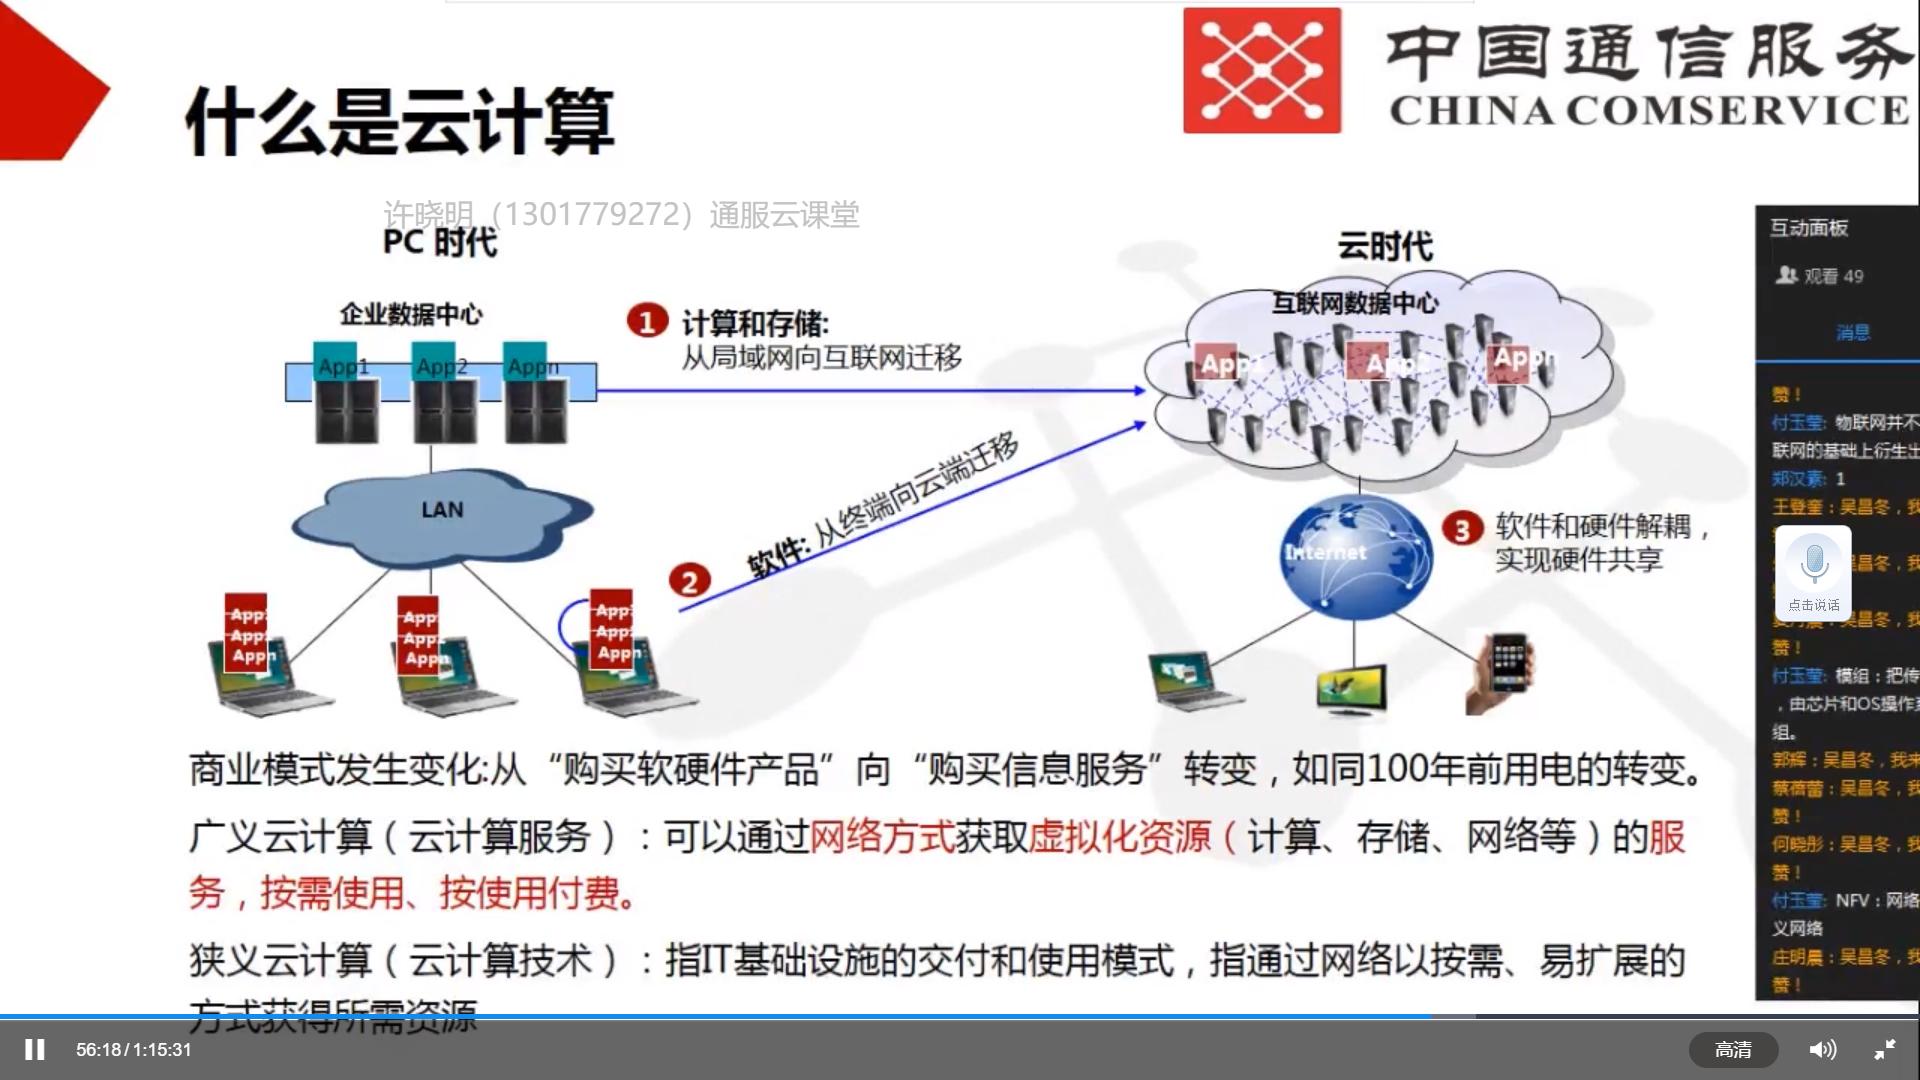 中国通信服务
CHINA COMSERVICE
什么是云计算
许晓明（1301779272）通服云课堂
PC 时代
企业数据中心
App1
App2
Appn
LAN
App
App
Appn
App
App
Appn
App
App
Appn
1
计算和存储:
从局域网向互联网迁移
2
软件: 从终端向云端迁移
云时代
互联网数据中心
App1
App2
Appn
Internet
3
软件和硬件解耦，
实现硬件共享
商业模式发生变化:从“购买软硬件产品”向“购买信息服务”转变，如同100年前用电的转变。
广义云计算（云计算服务）：可以通过网络方式获取虚拟化资源（计算、存储、网络等）的服
务，按需使用、按使用付费。
狭义云计算（云计算技术）：指IT基础设施的交付和使用模式，指通过网络以按需、易扩展的
方式获得所需资源
互动面板
观看 49
消息
赞！
付玉莹: 物联网并不
联网的基础上衍生出
郑汉素: 1
王登奎：吴昌冬，我
吴昌冬，我
点击说话
吴昌冬，我
赞！
付玉莹: 模组：把传
，由芯片和OS操作系
组。
郭辉：吴昌冬，我来
蔡蓓蕾：吴昌冬，我
赞！
何晓彤：吴昌冬，我
赞！
付玉莹: NFV：网络
义网络
庄明晨：吴昌冬，我
赞！
56:18/1:15:31
高清